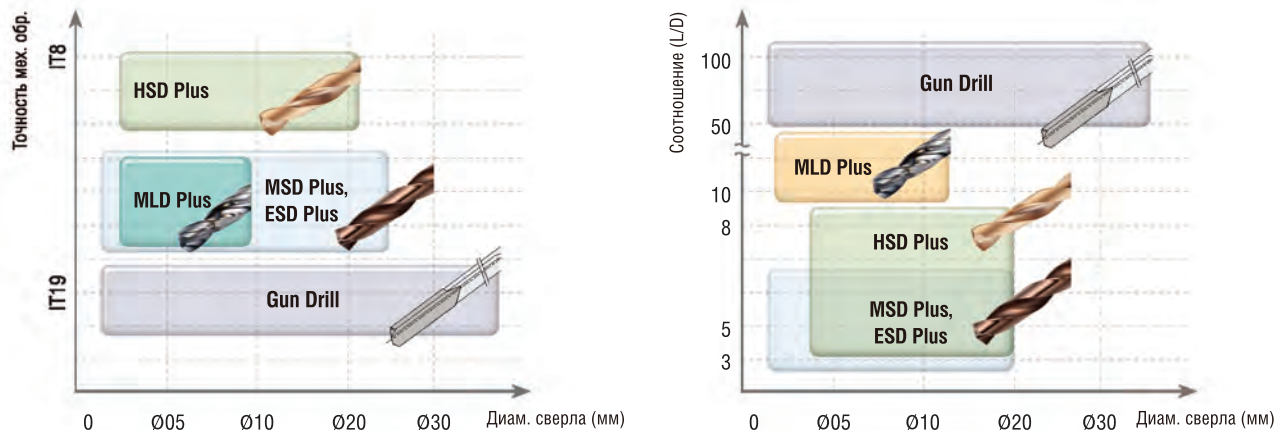 Точность мех. обр.
IT8
IT19
HSD Plus
MLD Plus
MSD Plus,
ESD Plus
Gun Drill
0 Ø05 Ø10 Ø20 Ø30 Диам. сверла (мм)
Соотношение (L/D)
100
50
10
8
5
3
Gun Drill
MLD Plus
HSD Plus
MSD Plus,
ESD Plus
0 Ø05 Ø10 Ø20 Ø30 Диам. сверла (мм)